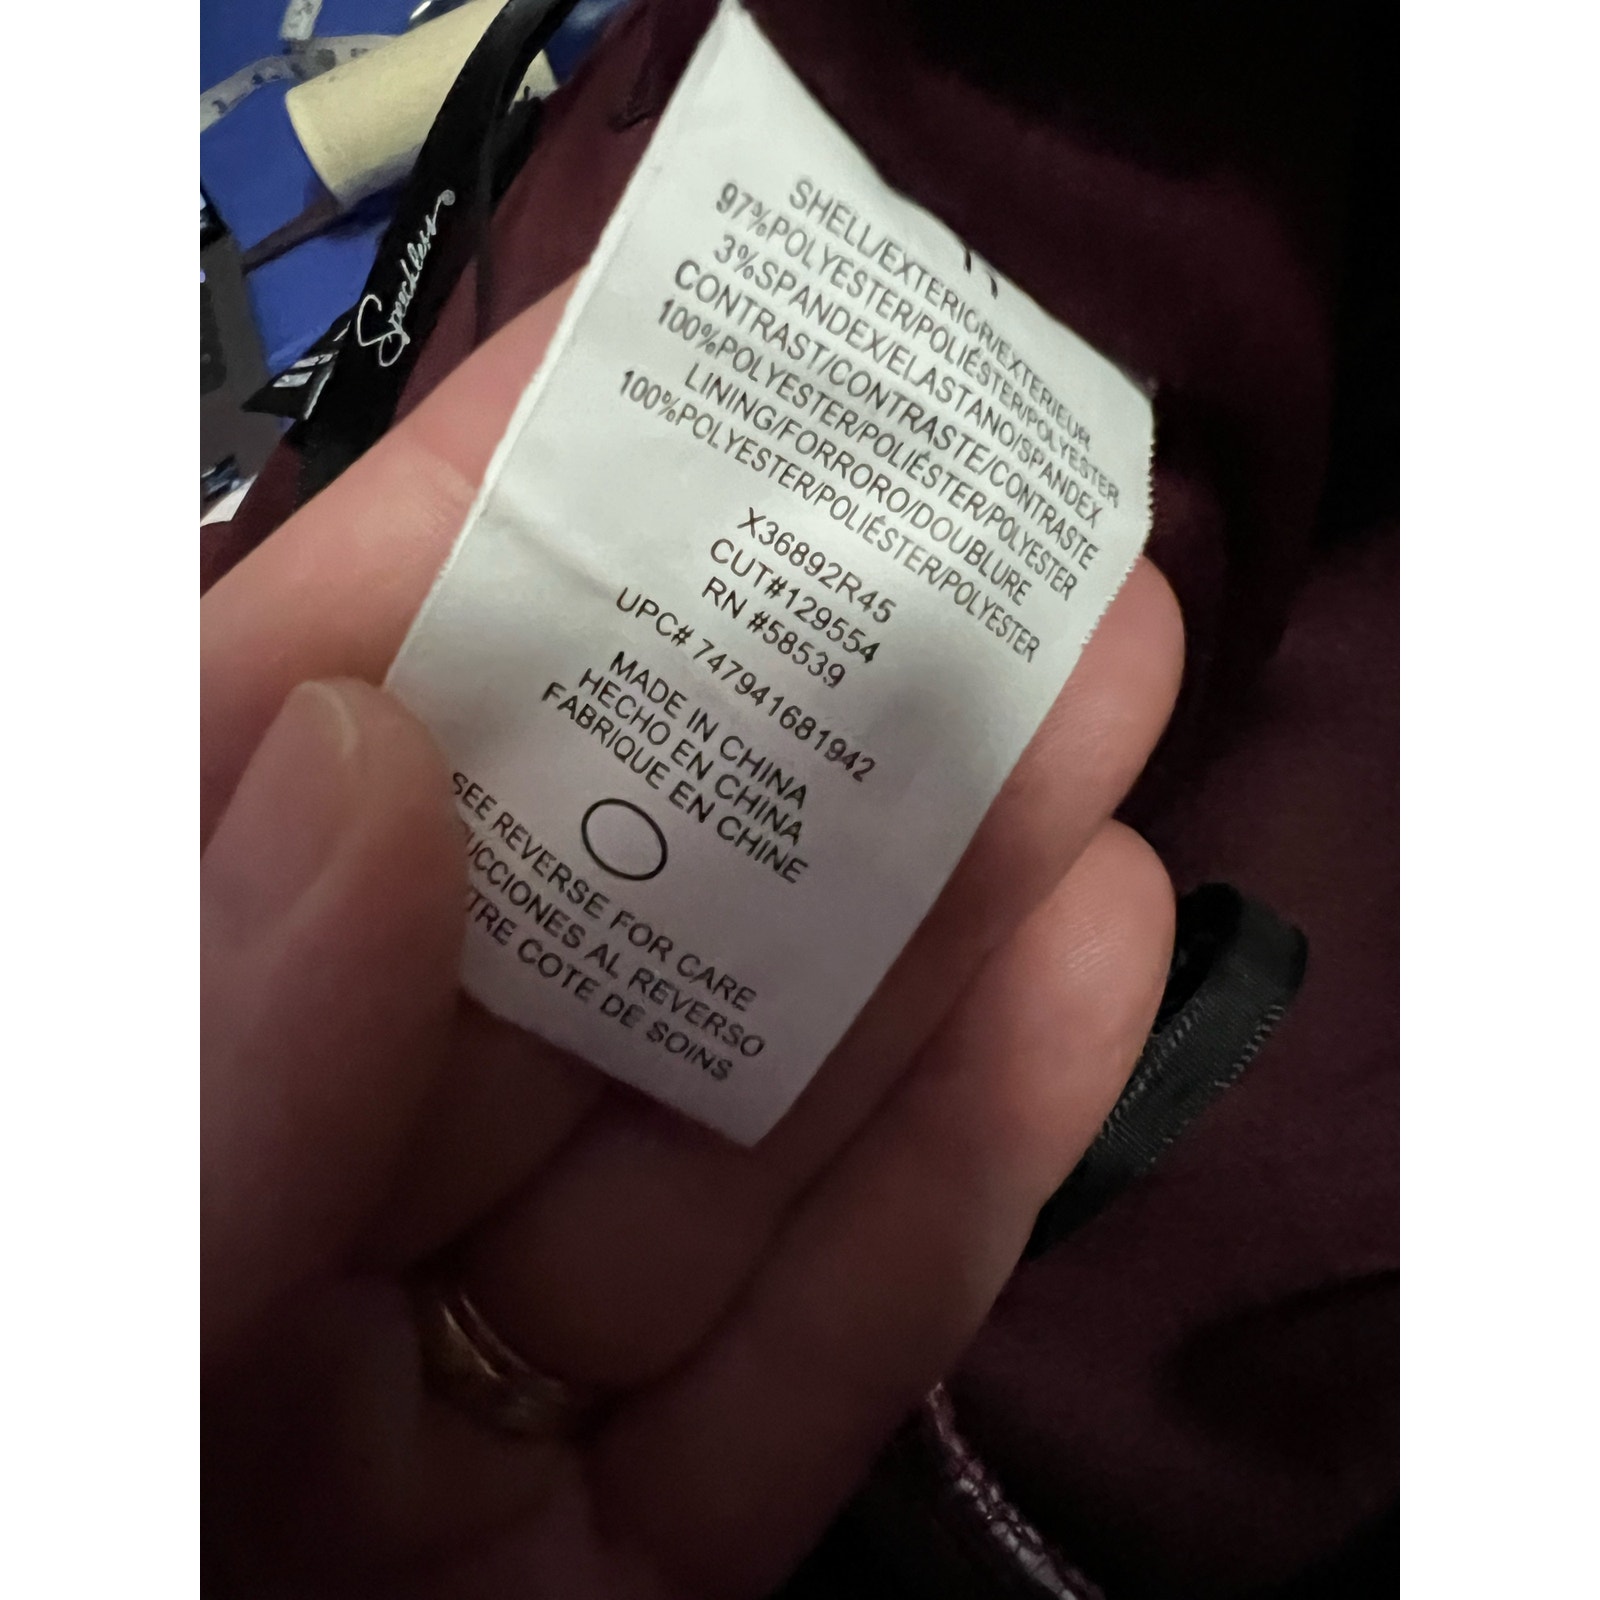 Speechless®
SHELL/EXTERIOR/EXTERIEUR
97%POLYESTER/POLIÉSTER/POLYESTER
3%SPANDEX/ELASTANO/SPANDEX
CONTRAST/CONTRASTE/CONTRASTE
100%POLYESTER/POLIÉSTER/POLYESTER
LINING/FORRORO/DOUBLURE
100%POLYESTER/POLIÉSTER/POLYESTER
X36892R45
CUT#129554
RN #58539
UPC# 747941681942
MADE IN CHINA
HECHO EN CHINA
FABRIQUE EN CHINE
SEE REVERSE FOR CARE
UCCIONES AL REVERSO
TRE COTE DE SOINS